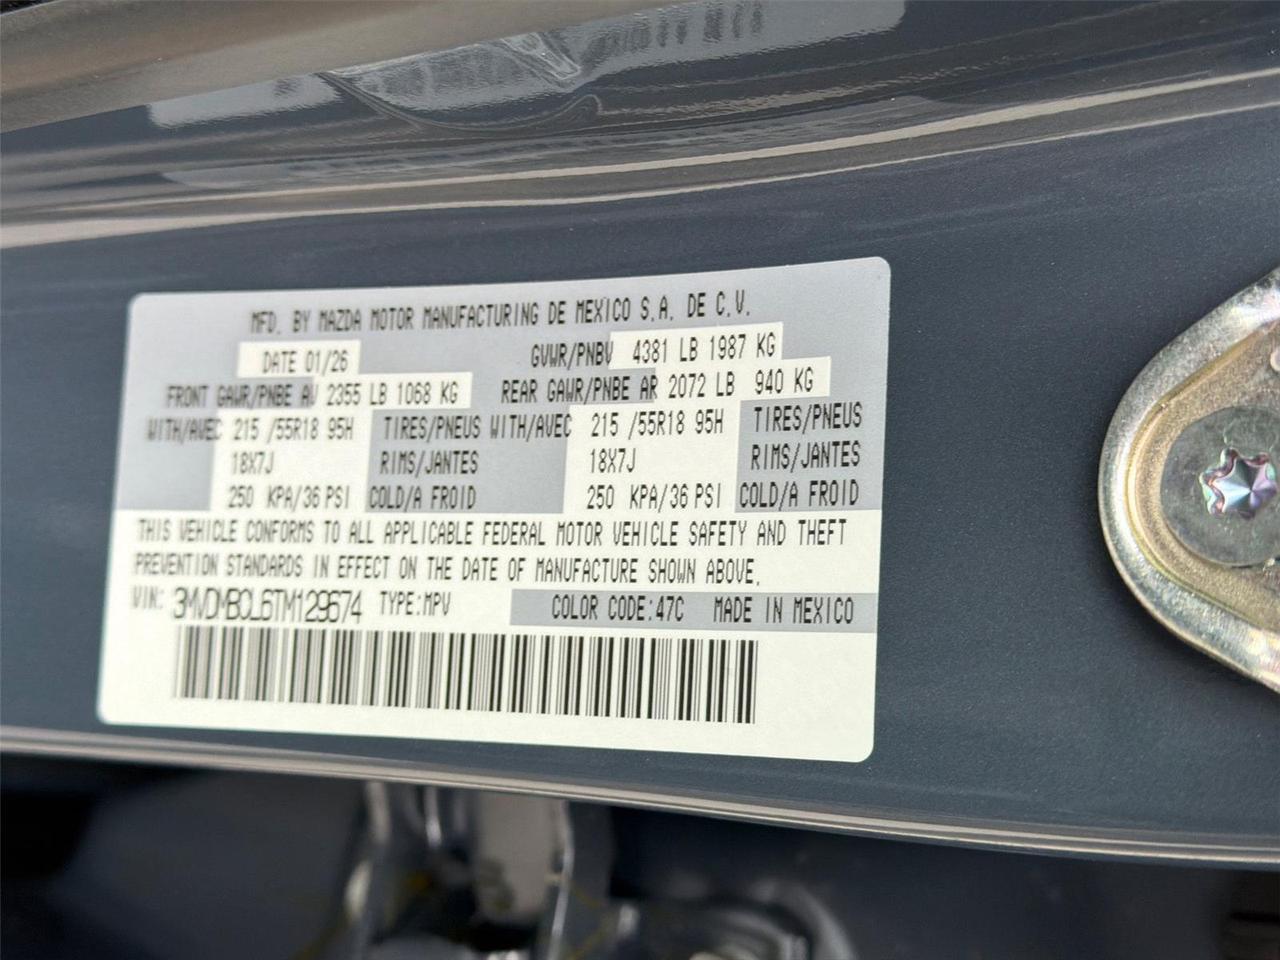 MFD. BY MAZDA MOTOR MANUFACTURING DE MEXICO S.A. DE C.V.
DATE 01/26 GVWR/PNBV 4381 LB 1987 KG
FRONT GAWR/PNBE AV 2355 LB 1068 KG REAR GAWR/PNBE AR 2072 LB 940 KG
WITH/AVEC 215 /55R18 95H TIRES/PNEUS WITH/AVEC 215 /55R18 95H TIRES/PNEUS
18X7J RIMS/JANTES 18X7J RIMS/JANTES
250 KPA/36 PSI COLD/A FROID 250 KPA/36 PSI COLD/A FROID
THIS VEHICLE CONFORMS TO ALL APPLICABLE FEDERAL MOTOR VEHICLE SAFETY AND THEFT
PREVENTION STANDARDS IN EFFECT ON THE DATE OF MANUFACTURE SHOWN ABOVE.
VIN: 3MVDMBCL6TM129674 TYPE:MPV COLOR CODE:47C MADE IN MEXICO